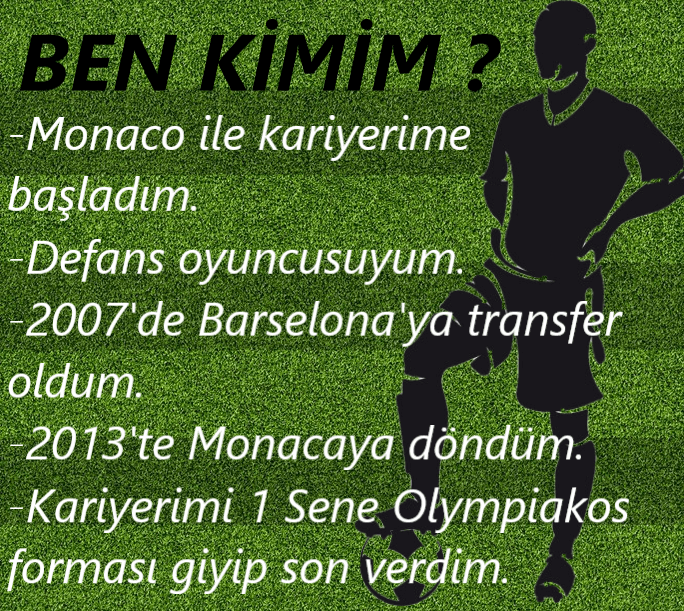 BEN KİMİM ?
-Monaco ile kariyerime
başladım.
-Defans oyuncusuyum.
-2007'de Barselona'ya transfer
oldum.
-2013'te Monacaya döndüm.
-Kariyerimi 1 Sene Olympiakos
forması giyip son verdim.